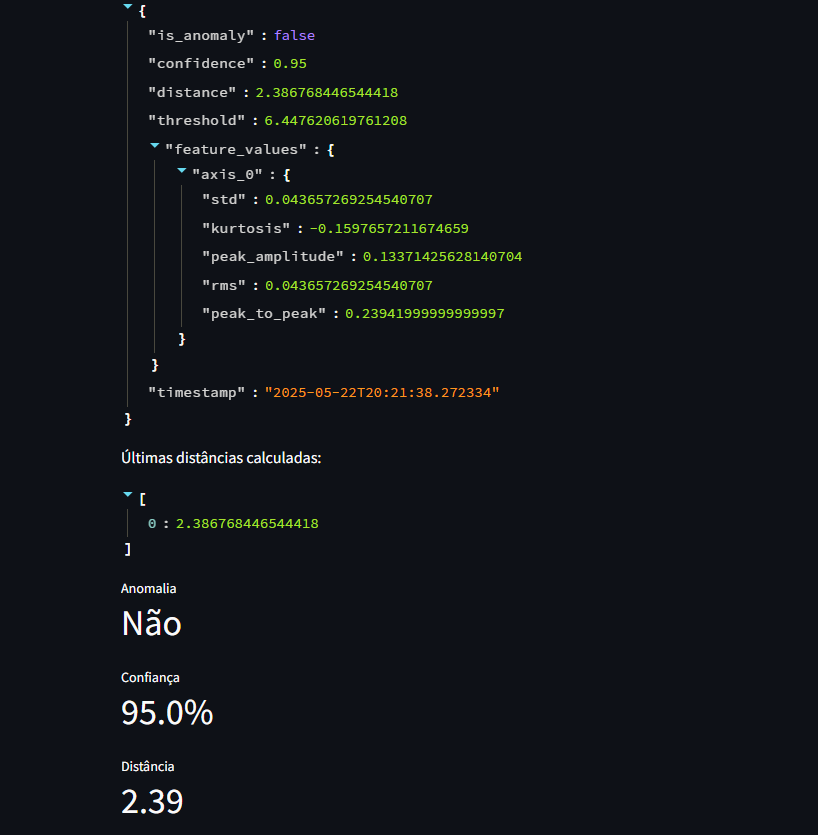 {
"is_anomaly" : false
"confidence" : 0.95
"distance" : 2.386768446544418
"threshold" : 6.447620619761208
"feature_values" : {
"axis_0" : {
"std" : 0.043657269254540707
"kurtosis" : -0.1597657211674659
"peak_amplitude" : 0.13371425628140704
"rms" : 0.043657269254540707
"peak_to_peak" : 0.23941999999999997
}
}
"timestamp" : "2025-05-22T20:21:38.272334"
}
Últimas distâncias calculadas:
[
0 : 2.386768446544418
]
Anomalia
Não
Confiança
95.0%
Distância
2.39